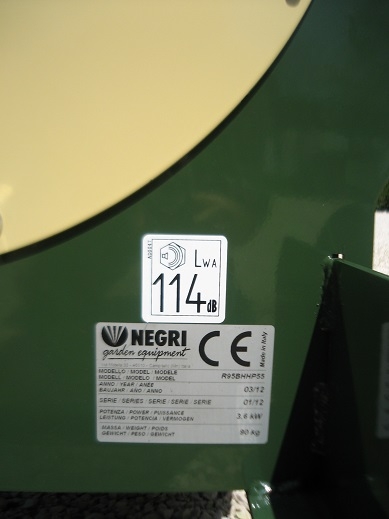 LWA
114dB
NEGRI
garden equipment
CE
Made in Italy
MODELLO / MODEL / MODELE
MODELL / MODELO / MODEL
R95BHHP55
ANNO / YEAR / ANEE
BAUJAHR / ANO / ANNO
03/12
SERIE / SERIES / SERIE / SERIE / SERIE
01/12
POTENZA / POWER / PUISSANCE
LEISTUNG / POTENCIA / VERMOGEN
3,6 kW
MASSA / WEIGHT / POIDS
GEWICHT / PESO / GEWICHT
90 kg